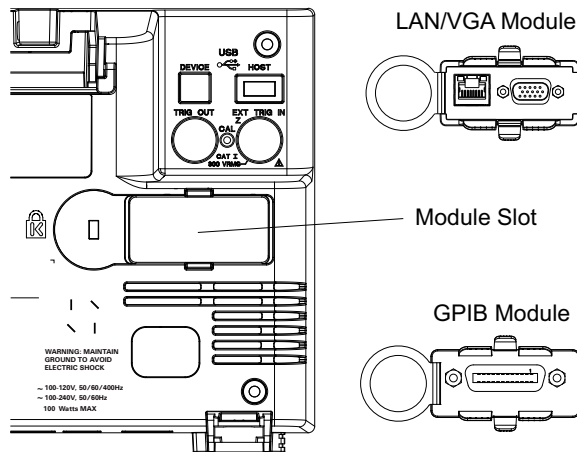 LAN/VGA Module
USB
DEVICE HOST
TRIG OUT EXT TRIG IN
Z
CAL
CAT I
300 VRMS
Module Slot
K
GPIB Module
WARNING: MAINTAIN
GROUND TO AVOID
ELECTRIC SHOCK
~ 100-120V, 50/60/400Hz
~ 100-240V, 50/60Hz
100 Watts MAX
1